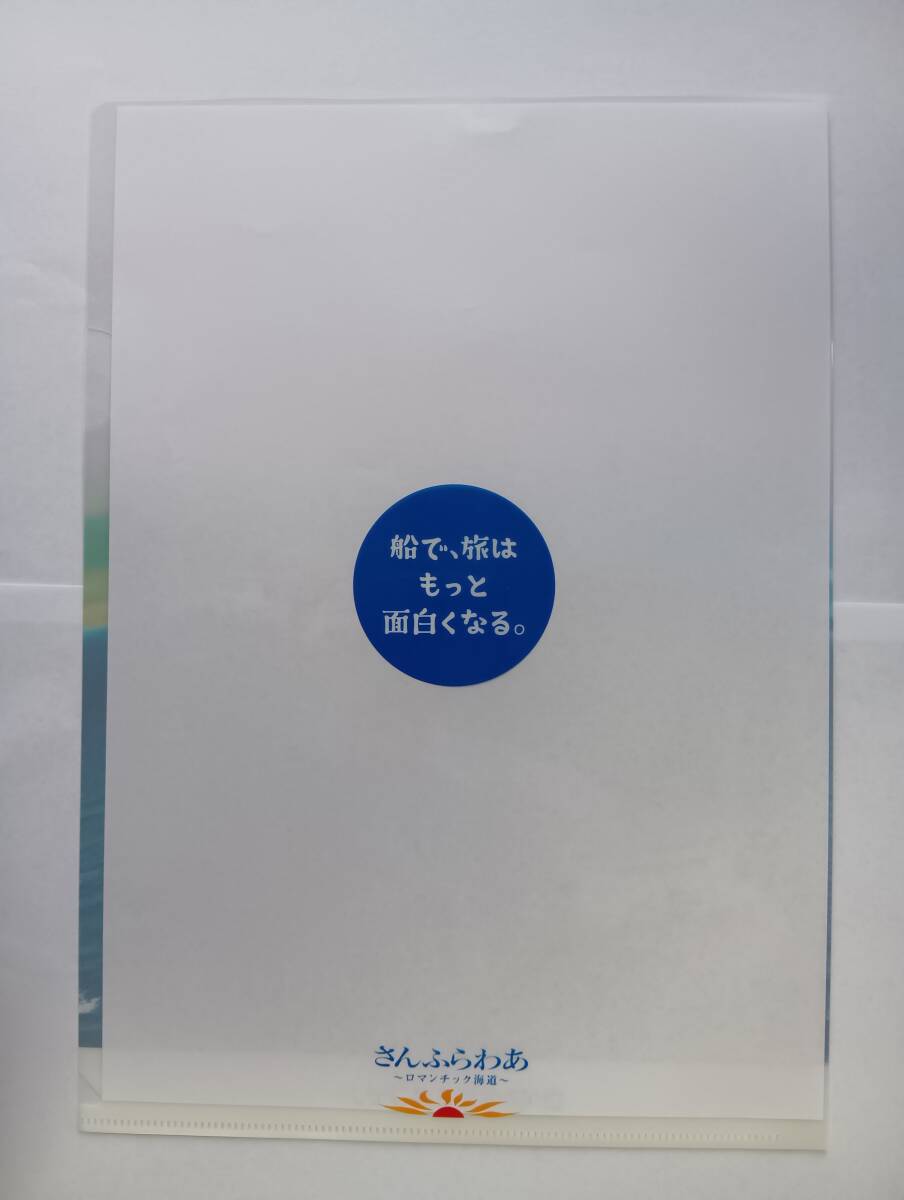 船で、旅は
もっと
面白くなる。
さんふらわあ
～ロマンチック海道～